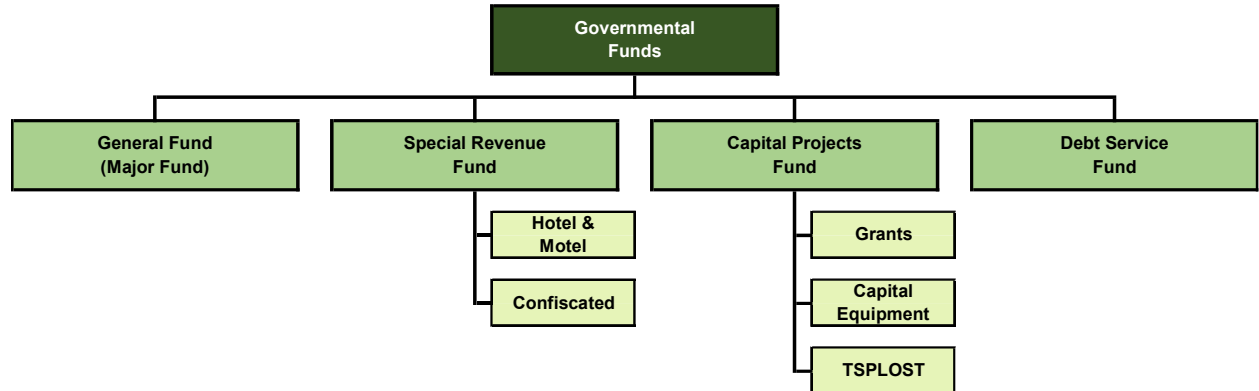 Governmental
Funds
General Fund
(Major Fund)
Special Revenue
Fund
Capital Projects
Fund
Debt Service
Fund
Hotel &
Motel
Confiscated
Grants
Capital
Equipment
TSPLOST